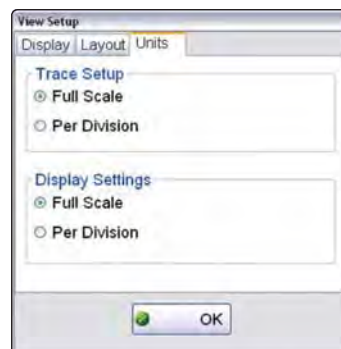 View Setup
Display Layout Units
Trace Setup
Full Scale
Per Division
Display Settings
Full Scale
Per Division
OK